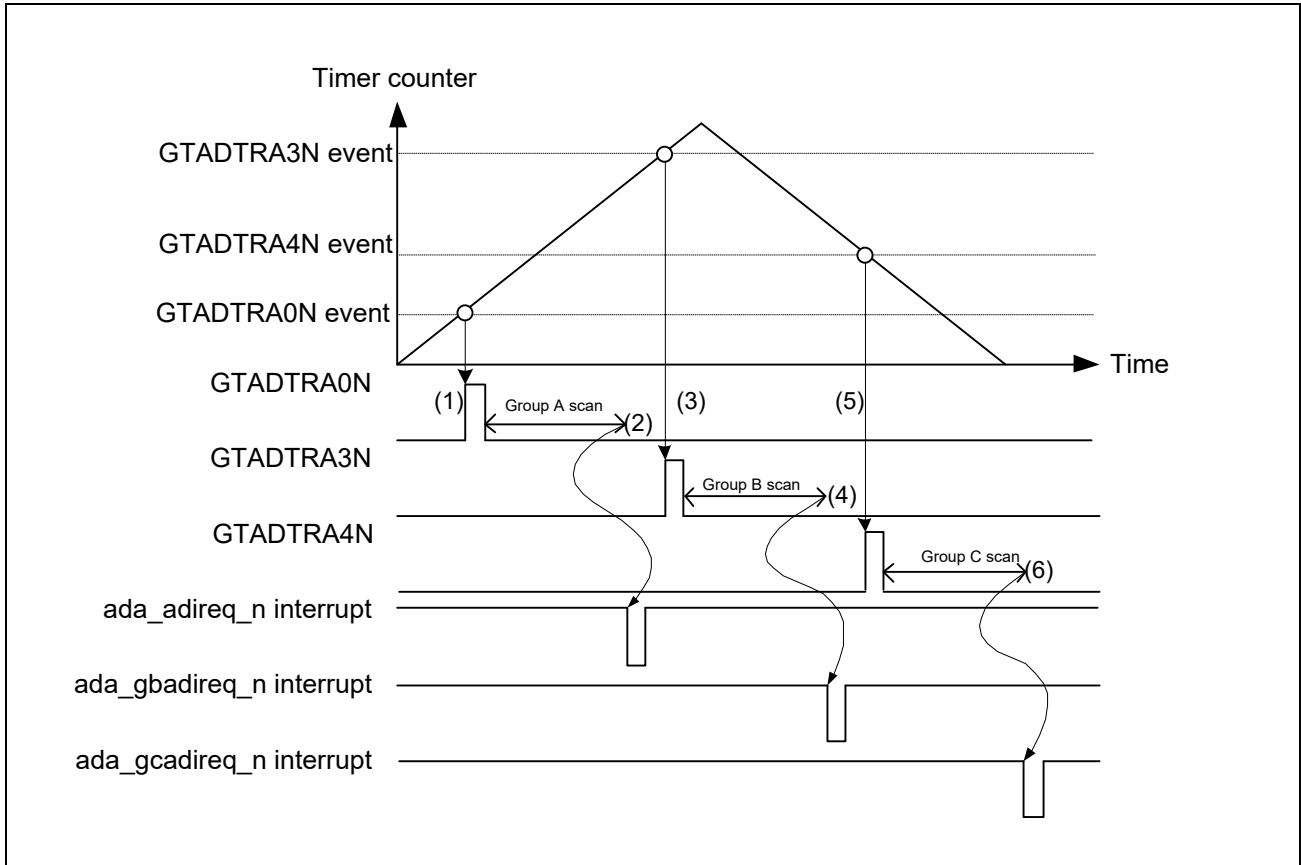 Timer counter
GTADTRA3N event
GTADTRA4N event
GTADTRA0N event
Time
GTADTRA0N
(1)
Group A scan
(2)
(3)
(5)
GTADTRA3N
Group B scan
(4)
GTADTRA4N
Group C scan
(6)
ada_adireq_n interrupt
ada_gbadireq_n interrupt
ada_gcadireq_n interrupt